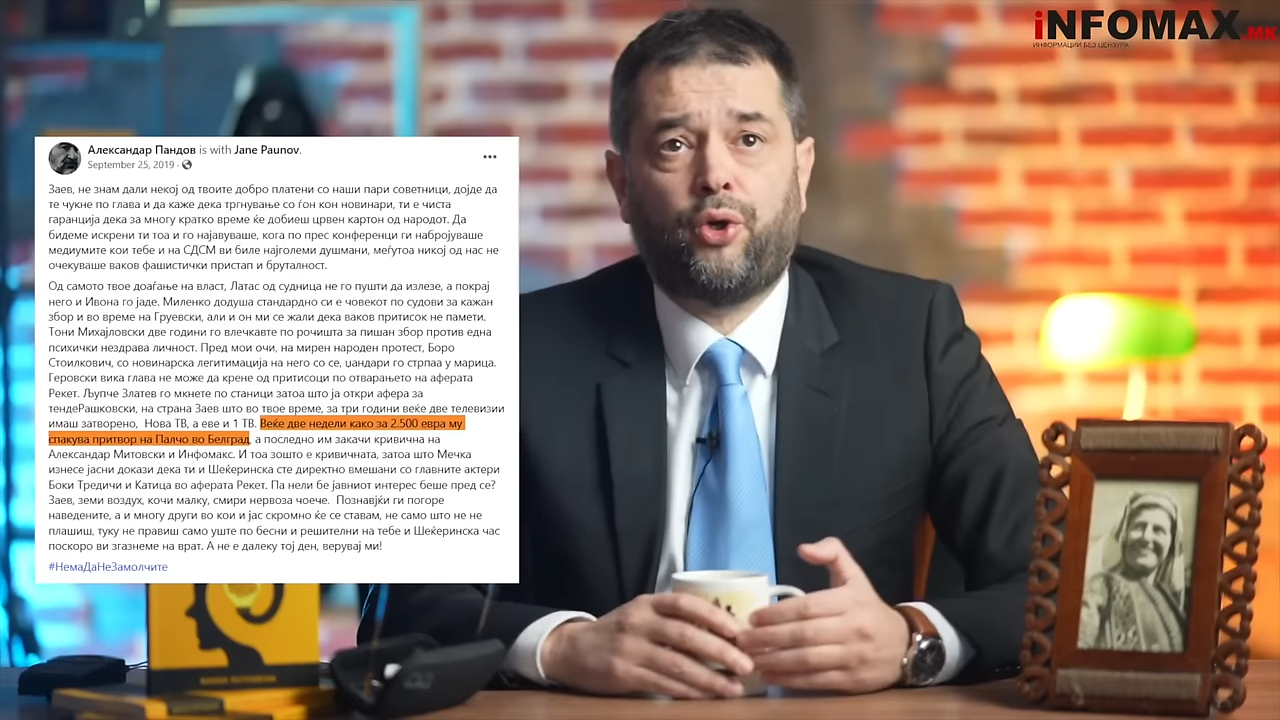 iNFOMAX.MK
ИНФОРМАЦИИ БЕЗ ЦЕНЗУРА
Александар Пандов is with Jane Paunov.
September 25, 2019 ·
Заев, не знам дали некој од твоите добро платени со наши пари советници, дојде да
те чукне по глава и да каже дека тргнување со ѓон кон новинари, ти е чиста
гаранција дека за многу кратко време ќе добиеш црвен картон од народот. Да
бидеме искрени ти тоа и го најавуваше, кога по прес конференци ги набројуваше
медиумите кои тебе и на СДСМ ви биле најголеми душмани, меѓутоа никој од нас не
очекуваше ваков фашистички пристап и бруталност.
Од самото твое доаѓање на власт, Латас од судница не го пушти да излезе, а покрај
него и Ивона го јаде. Миленко додуша стандардно си е човекот по судови за кажан
збор и во време на Груевски, али и он ми се жали дека ваков притисок не памети.
Тони Михајловски две години го влечкавте по рочишта за пишан збор против една
психички нездрава личност. Пред мои очи, на мирен народен протест, Боро
Стоилкович, со новинарска легитимација на него со се, џандари го стрпаа у марица.
Геровски вика глава не може да крене од притисоци по отварањето на аферата
Рекет. Љупче Златев го мкнете по станици затоа што ја откри афера за
тендеРашковски, на страна Заев што во твое време, за три години веќе две телевизии
имаш затворено, Нова ТВ, а еве и 1 ТВ. Веќе две недели како за 2.500 евра му
спакува притвор на Палчо во Белград, а последно им закачи кривична на
Александар Митовски и Инфомакс. И тоа зошто е кривичната, затоа што Мечка
изнесе јасни докази дека ти и Шеќеринска сте директно вмешани со главните актери
Боки Тредичи и Катица во аферата Рекет. Па нели бе јавниот интерес беше пред се?
Заев, земи воздух, кочи малку, смири нервоза чоече. Познавјќи ги погоре
наведените, а и многу други во кои и јас скромно ќе се ставам, не само што не не
плашиш, туку не правиш само уште по бесни и решителни на тебе и Шеќеринска час
поскоро ви згазнеме на врат. А не е далеку тој ден, верувај ми!
#НемаДаНеЗамолчите